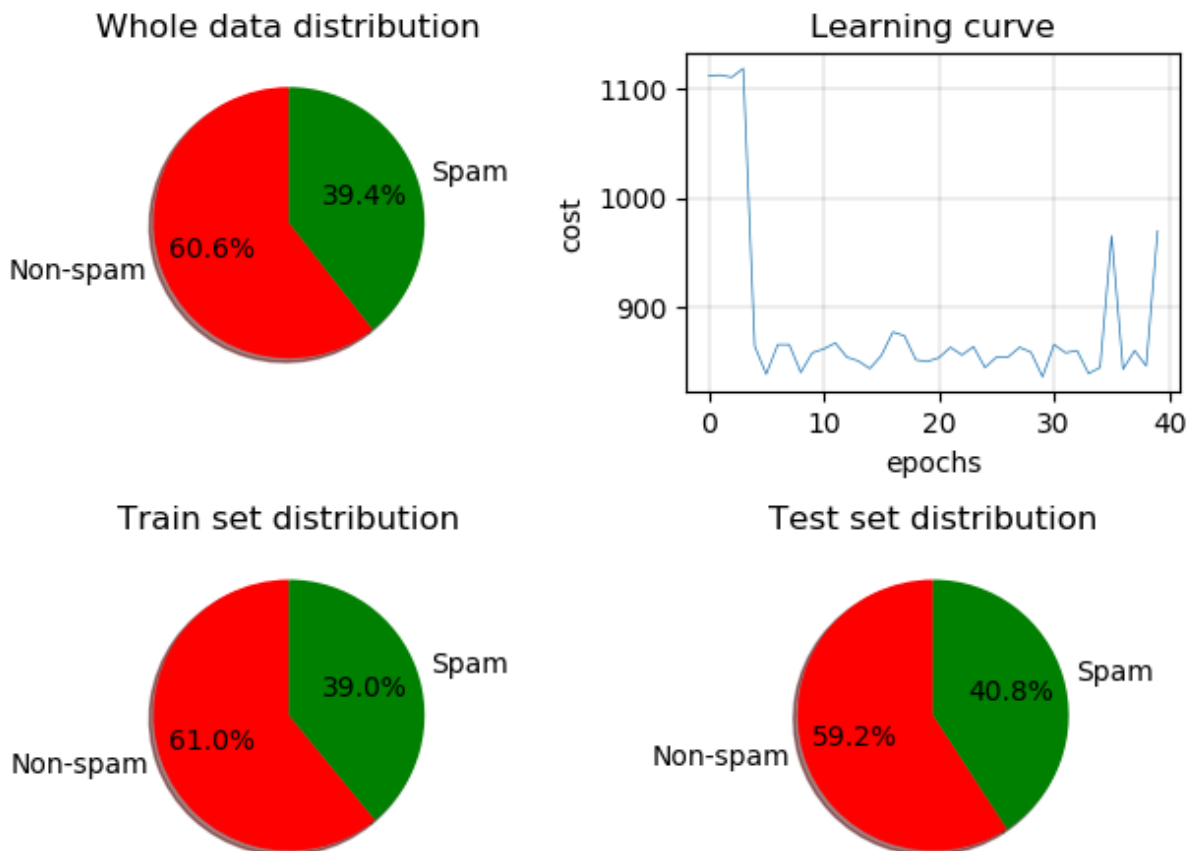 Whole data distribution
Spam
39.4%
60.6%
Non-spam
Learning curve
1100
1000
900
cost
0 10 20 30 40
epochs
Train set distribution
Spam
39.0%
61.0%
Non-spam
Test set distribution
Spam
40.8%
59.2%
Non-spam